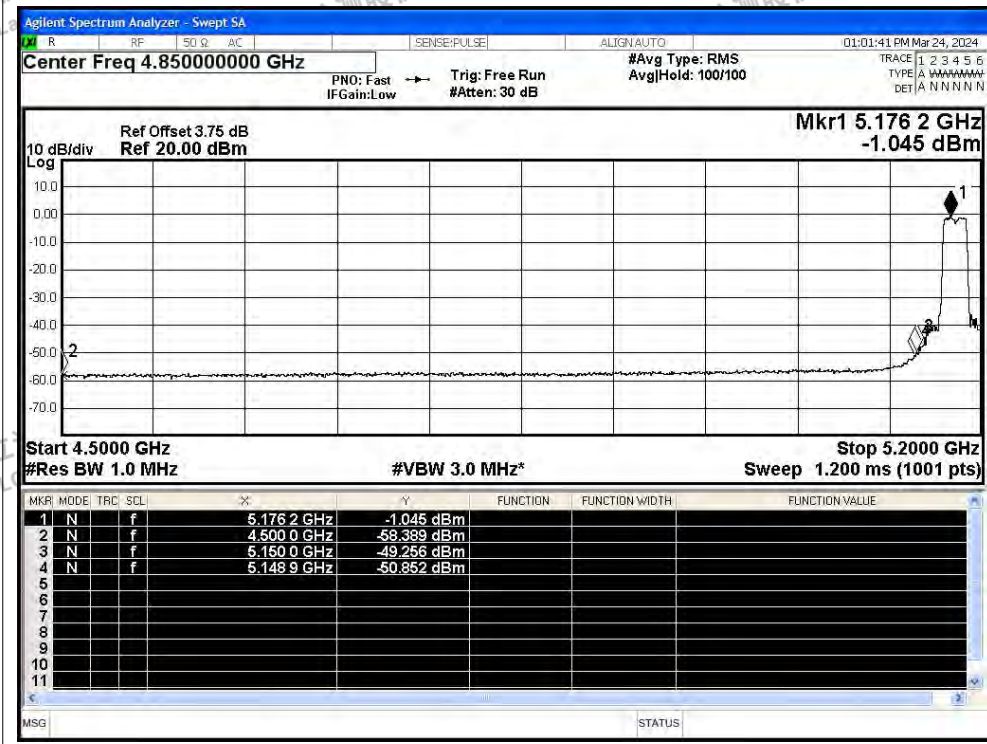 Agilent Spectrum Analyzer - Swept SA
R RF 50 Ω AC SENSE:PULSE ALIGN AUTO 01:01:41 PM Mar 24, 2024
Center Freq 4.850000000 GHz
PNO: Fast
IFGain:Low
Trig: Free Run
#Atten: 30 dB
#Avg Type: RMS
Avg|Hold: 100/100
TRACE 1 2 3 4 5 6
TYPE A WWWWW
DET A N N N N N
Mkr1 5.176 2 GHz
-1.045 dBm
Ref Offset 3.75 dB
10 dB/div Ref 20.00 dBm
Log
10.0
0.00
-10.0
-20.0
-30.0
-40.0
-50.0
-60.0
-70.0
1
2
Start 4.5000 GHz Stop 5.2000 GHz
#Res BW 1.0 MHz #VBW 3.0 MHz* Sweep 1.200 ms (1001 pts)
MKR MODE TRC SCL X Y FUNCTION FUNCTION WIDTH FUNCTION VALUE
1 N f 5.176 2 GHz -1.045 dBm
2 N f 4.500 0 GHz -58.389 dBm
3 N f 5.150 0 GHz -49.256 dBm
4 N f 5.148 9 GHz -50.852 dBm
5
6
7
8
9
10
11
MSG STATUS